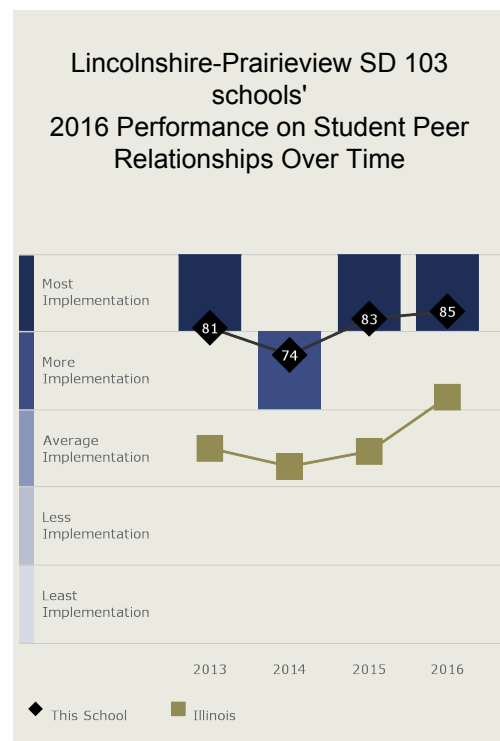 Lincolnshire-Prairieview SD 103
schools'
2016 Performance on Student Peer
Relationships Over Time
Most
Implementation
81
74
83
85
More
Implementation
Average
Implementation
Less
Implementation
Least
Implementation
2013 2014 2015 2016
This School Illinois